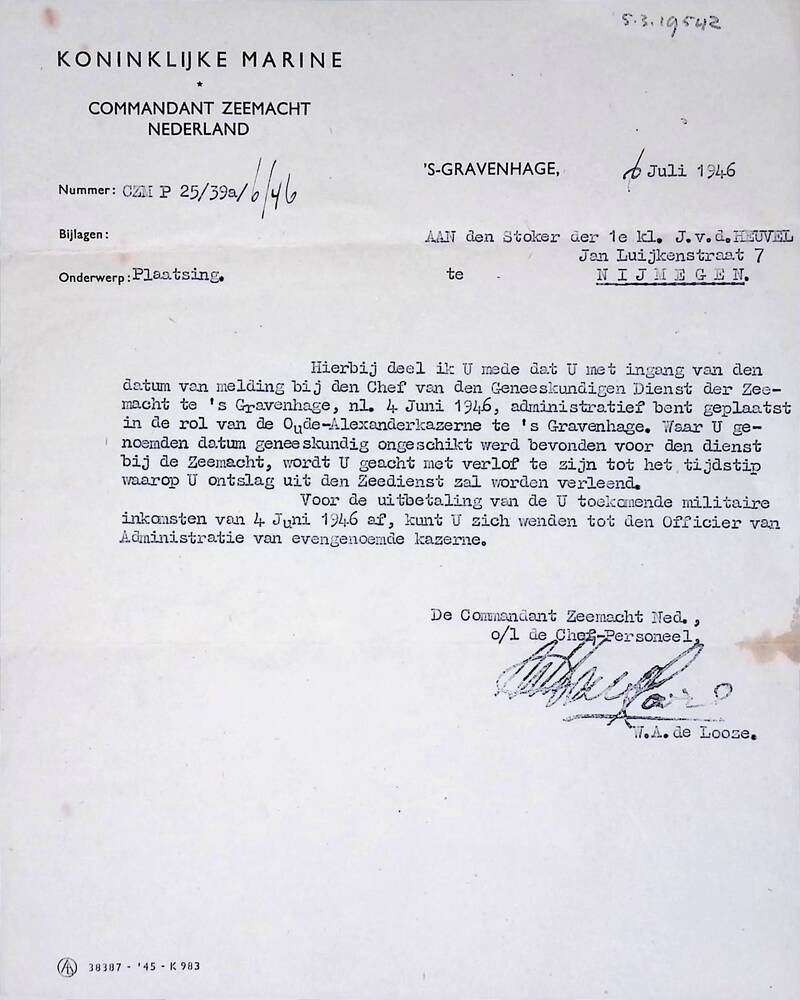 5.3.19542
KONINKLIJKE MARINE
*
COMMANDANT ZEEMACHT
NEDERLAND
'S-GRAVENHAGE, 6 Juli 1946
Nummer: CZM P 25/39a/6/46
Bijlagen:
AAN den Stoker der 1e kl. J.v.d.HEUVEL
Jan Luijkenstraat 7
Onderwerp: Plaatsing.
te NIJMEGEN.
Hierbij deel ik U mede dat U met ingang van den
datum van melding bij den Chef van den Geneeskundigen Dienst der Zee-
macht te 's Gravenhage, nl. 4 Juni 1946, administratief bent geplaatst
in de rol van de Oude-Alexanderkazerne te 's Gravenhage. Waar U ge-
noemden datum geneeskundig ongeschikt werd bevonden voor den dienst
bij de Zeemacht, wordt U geacht met verlof te zijn tot het tijdstip
waarop U ontslag uit den Zeedienst zal worden verleend.
Voor de uitbetaling van de U toekomende militaire
inkomsten van 4 Juni 1946 af, kunt U zich wenden tot den Officier van
Administratie van evengenoemde kazerne.
De Commandant Zeemacht Ned.,
o/l de Chef-Personeel,
W.A. de Looze.
38387 - '45 - K 983